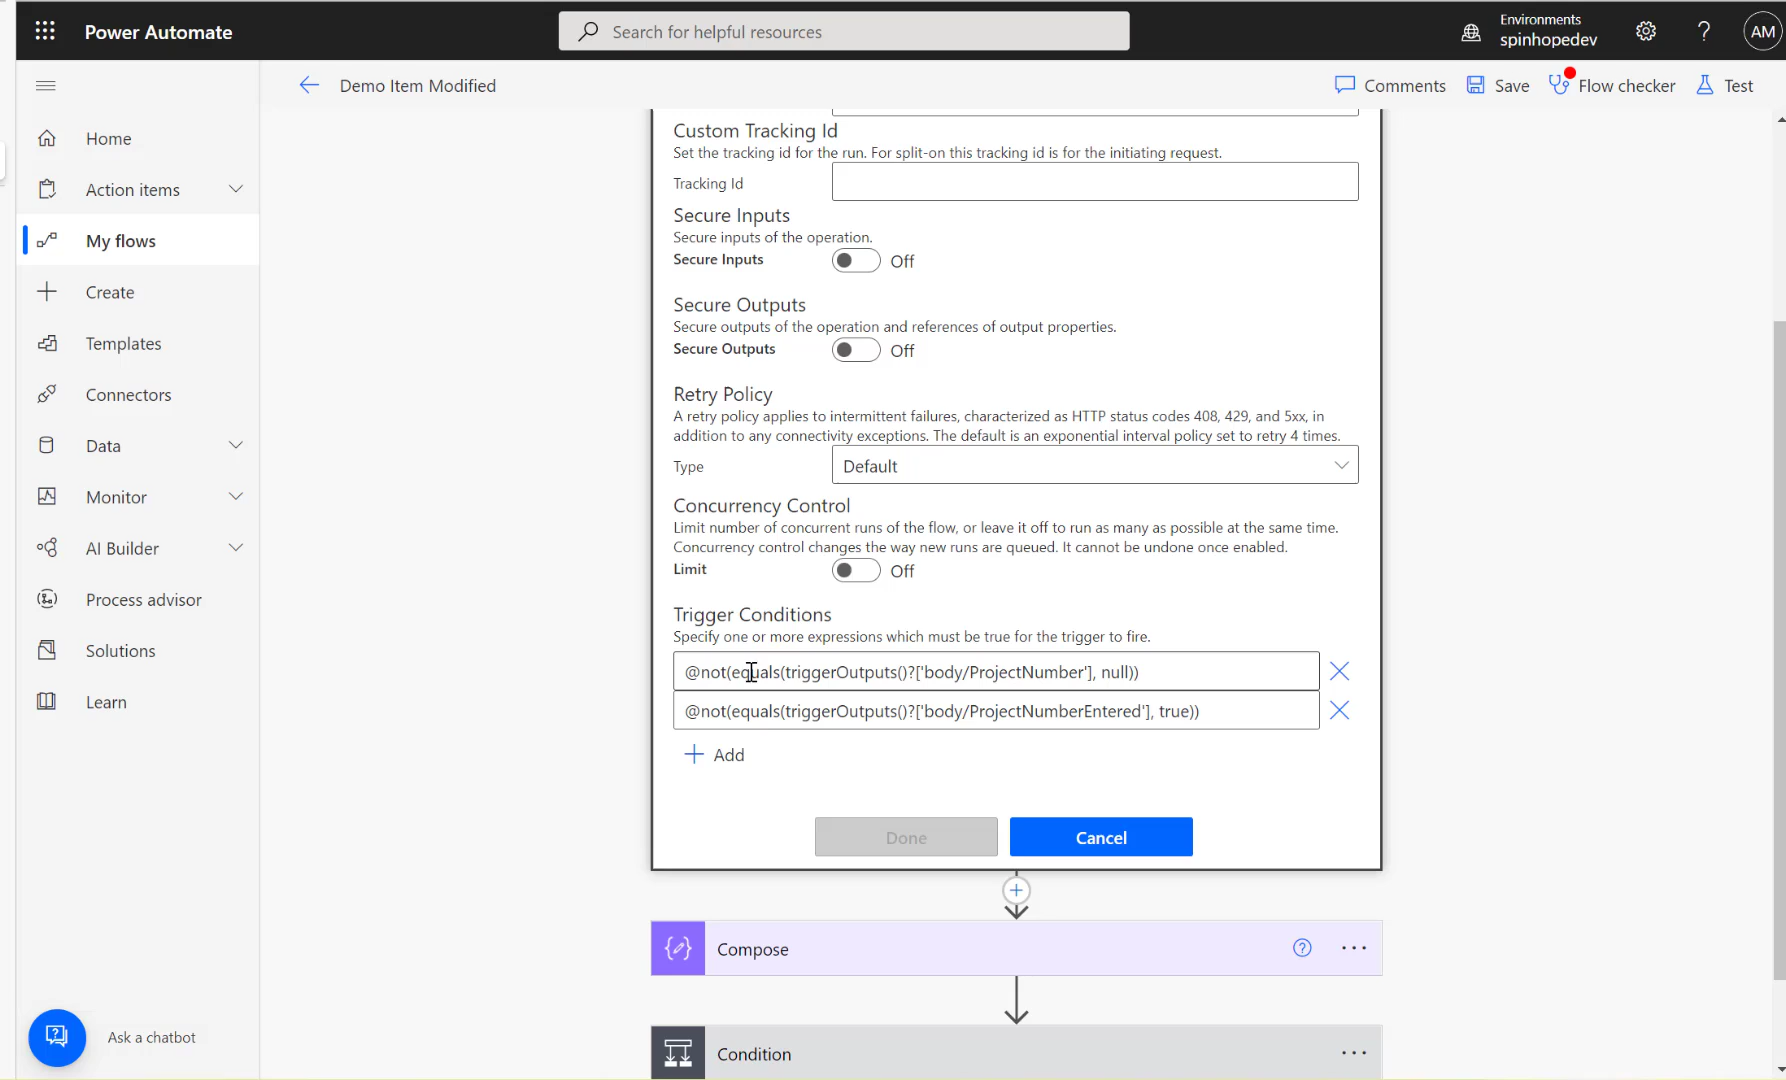 Power Automate
Search for helpful resources
Environments
spinhopedev
?
AM
Demo Item Modified
Comments
Save
Flow checker
Test
Home
Action items
My flows
Create
Templates
Connectors
Data
Monitor
AI Builder
Process advisor
Solutions
Learn
Ask a chatbot
Custom Tracking Id
Set the tracking id for the run. For split-on this tracking id is for the initiating request.
Tracking Id
Secure Inputs
Secure inputs of the operation.
Secure Inputs
Off
Secure Outputs
Secure outputs of the operation and references of output properties.
Secure Outputs
Off
Retry Policy
A retry policy applies to intermittent failures, characterized as HTTP status codes 408, 429, and 5xx, in
addition to any connectivity exceptions. The default is an exponential interval policy set to retry 4 times.
Type
Default
Concurrency Control
Limit number of concurrent runs of the flow, or leave it off to run as many as possible at the same time.
Concurrency control changes the way new runs are queued. It cannot be undone once enabled.
Limit
Off
Trigger Conditions
Specify one or more expressions which must be true for the trigger to fire.
@not(equals(triggerOutputs()?['body/ProjectNumber'], null))
@not(equals(triggerOutputs()?['body/ProjectNumberEntered'], true))
Add
Done
Cancel
Compose
?
Condition